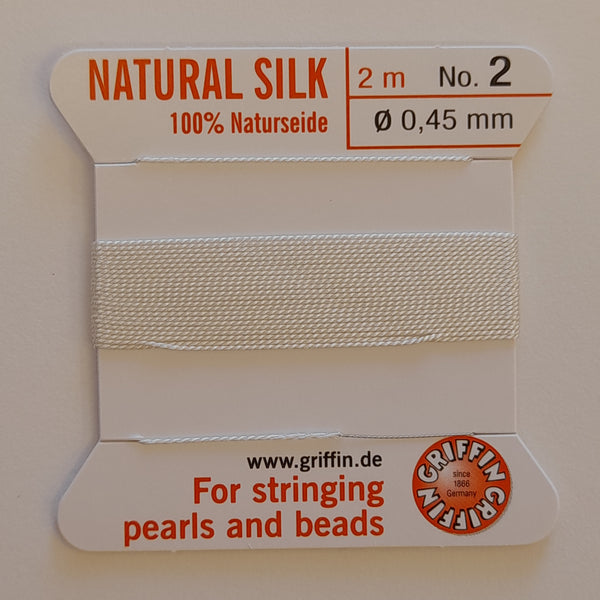 NATURAL SILK
100% Naturseide
2 m No. 2
Ø 0,45 mm
www.griffin.de
For stringing
pearls and beads
GRIFFIN GRIFFIN
since
1866
Germany